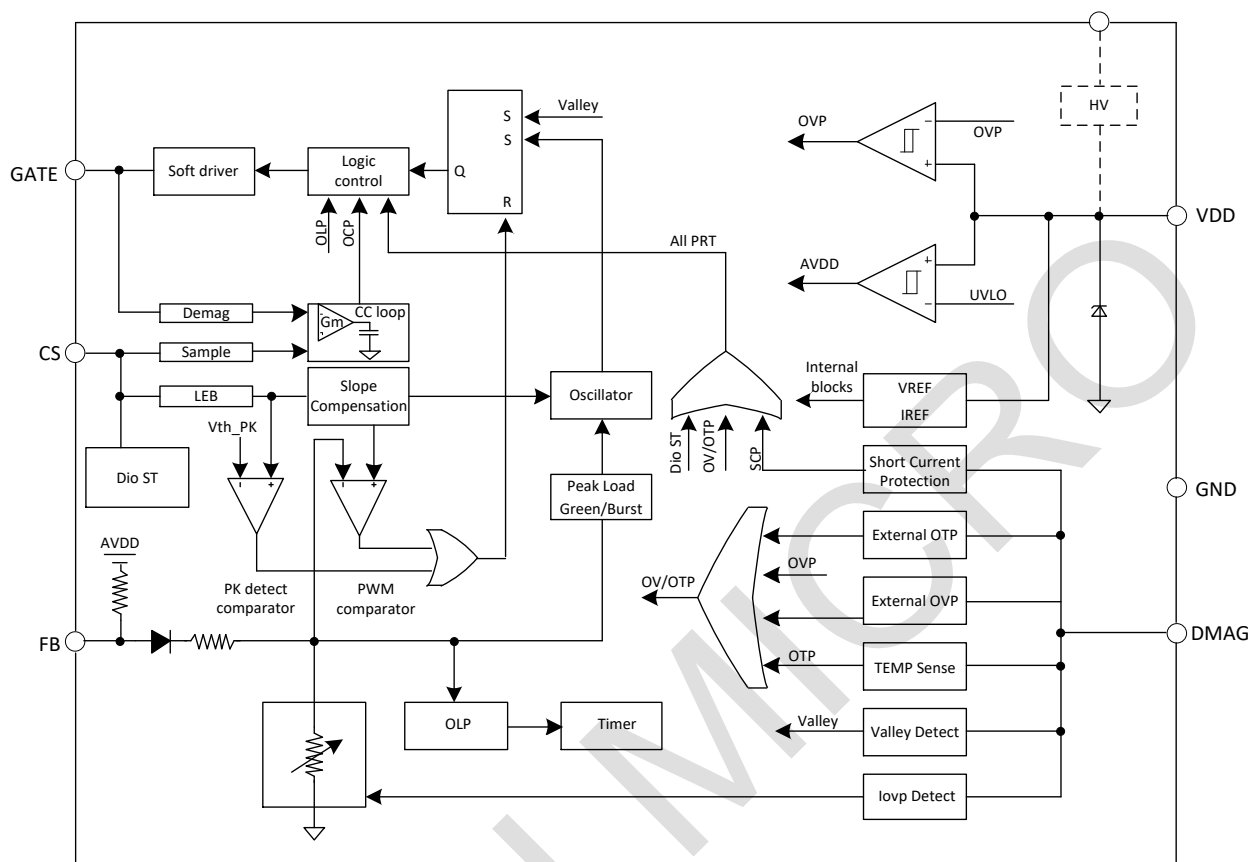 HV
Valley
S
S
Q
R
OVP
−
OVP
+
GATE
Soft driver
Logic
control
OLP
OCP
All PRT
VDD
AVDD
+
−
UVLO
Demag
Gm
CC loop
CS
Sample
LEB
Slope
Compensation
Oscillator
Internal
blocks
VREF
IREF
Vth_PK
Dio ST
Dio ST
OV/OTP
SCP
Short Current
Protection
GND
Peak Load
Green/Burst
AVDD
PK detect
comparator
PWM
comparator
External OTP
OVP
OV/OTP
External OVP
FB
DMAG
OTP
TEMP Sense
OLP
Timer
Valley
Valley Detect
Iovp Detect
MICRO